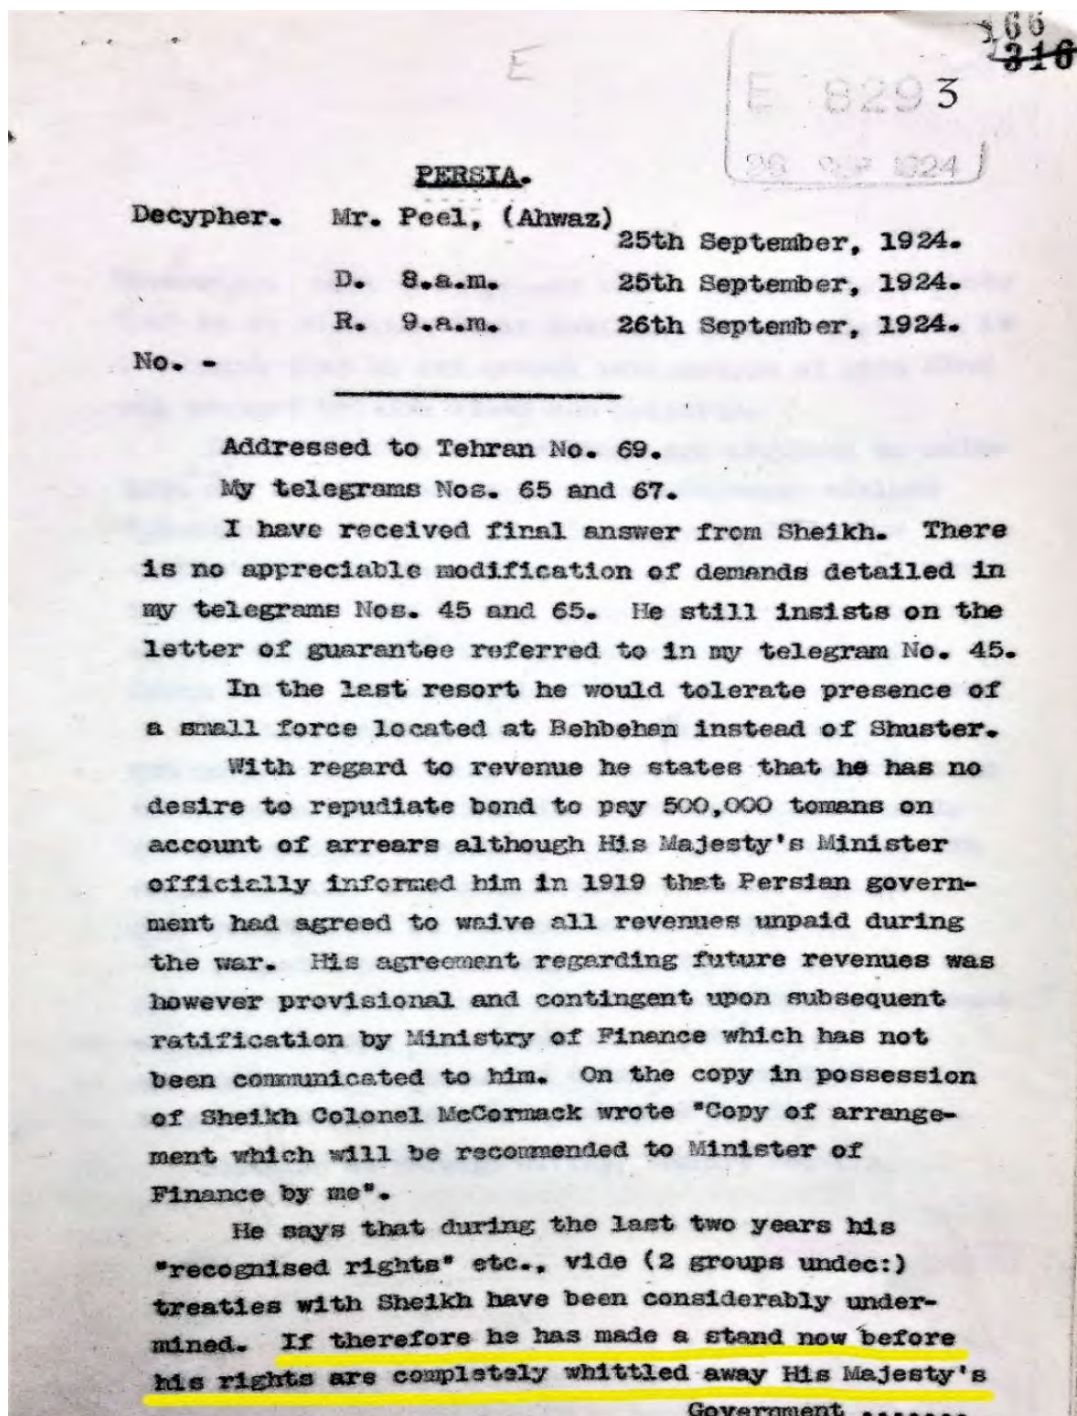 166
316
E
E 8293
26 SEP 1924
PERSIA.
Decypher. Mr. Peel, (Ahwaz)
25th September, 1924.
D. 8.a.m. 25th September, 1924.
R. 9.a.m. 26th September, 1924.
No. -
Addressed to Tehran No. 69.
My telegrams Nos. 65 and 67.
I have received final answer from Sheikh. There
is no appreciable modification of demands detailed in
my telegrams Nos. 45 and 65. He still insists on the
letter of guarantee referred to in my telegram No. 45.
In the last resort he would tolerate presence of
a small force located at Behbehan instead of Shuster.
With regard to revenue he states that he has no
desire to repudiate bond to pay 500,000 tomans on
account of arrears although His Majesty's Minister
officially informed him in 1919 that Persian govern-
ment had agreed to waive all revenues unpaid during
the war. His agreement regarding future revenues was
however provisional and contingent upon subsequent
ratification by Ministry of Finance which has not
been communicated to him. On the copy in possession
of Sheikh Colonel McCormack wrote "Copy of arrange-
ment which will be recommended to Minister of
Finance by me".
He says that during the last two years his
"recognised rights" etc., vide (2 groups undec:)
treaties with Sheikh have been considerably under-
mined. If therefore he has made a stand now before
his rights are completely whittled away His Majesty's
Government .......